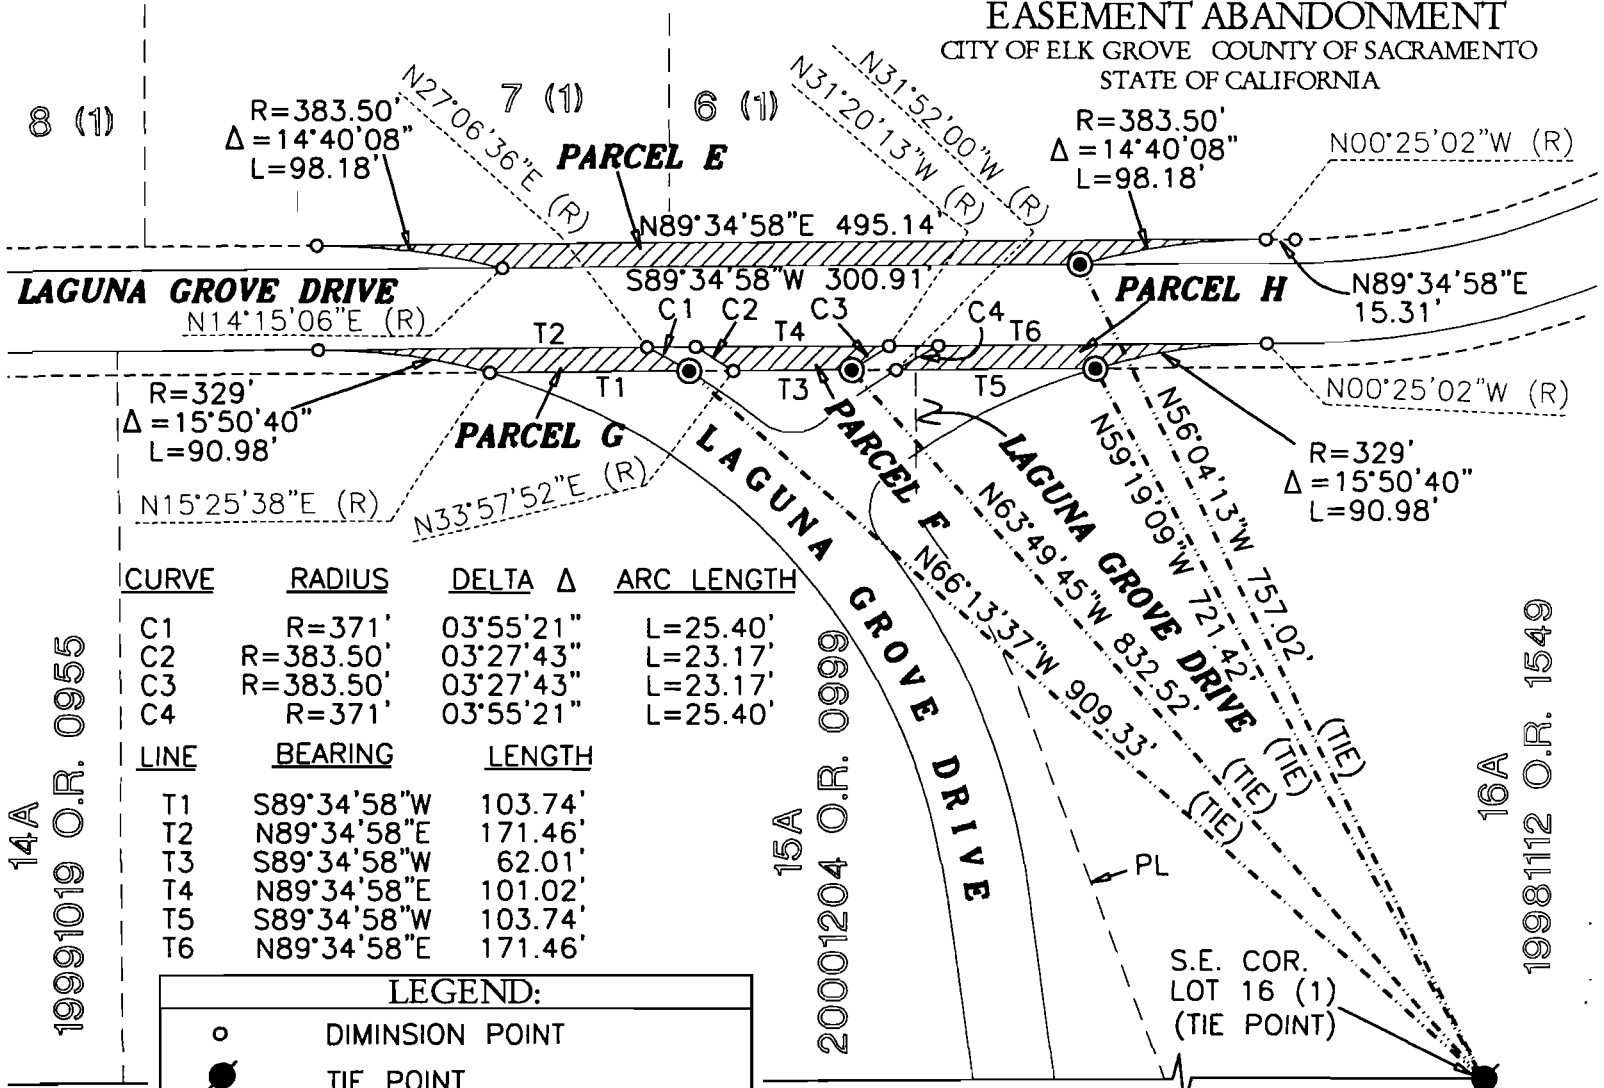 EASEMENT ABANDONMENT
CITY OF ELK GROVE COUNTY OF SACRAMENTO
STATE OF CALIFORNIA
8 (1)
7 (1)
6 (1)
R=383.50'
Δ=14°40'08"
L=98.18'
N27°06'36"E (R)
PARCEL E
N31°20'13"W (R)
N31°52'00"W (R)
R=383.50'
Δ=14°40'08"
L=98.18'
N00°25'02"W (R)
N89°34'58"E 495.14'
S89°34'58"W 300.91'
LAGUNA GROVE DRIVE
PARCEL H
N89°34'58"E
15.31'
N14°15'06"E (R)
T2
C1
C2
T4
C3
C4
T6
T1
T3
T5
R=329'
Δ=15°50'40"
L=90.98'
PARCEL G
PARCEL F
N00°25'02"W (R)
R=329'
Δ=15°50'40"
L=90.98'
N15°25'38"E (R)
N33°57'52"E (R)
LAGUNA GROVE DRIVE
LAGUNA GROVE DRIVE
N56°04'13"W 757.02'
(TIE)
N59°19'09"W 721.42'
(TIE)
N63°49'45"W 832.52'
(TIE)
N66°13'37"W 909.33'
(TIE)
CURVE RADIUS DELTA Δ ARC LENGTH
C1 R=371' 03°55'21" L=25.40'
C2 R=383.50' 03°27'43" L=23.17'
C3 R=383.50' 03°27'43" L=23.17'
C4 R=371' 03°55'21" L=25.40'
LINE BEARING LENGTH
T1 S89°34'58"W 103.74'
T2 N89°34'58"E 171.46'
T3 S89°34'58"W 62.01'
T4 N89°34'58"E 101.02'
T5 S89°34'58"W 103.74'
T6 N89°34'58"E 171.46'
14A
19991019 O.R. 0955
15A
20001204 O.R. 0999
16A
19981112 O.R. 1549
PL
S.E. COR.
LOT 16 (1)
(TIE POINT)
LEGEND:
DIMINSION POINT
TIE POINT